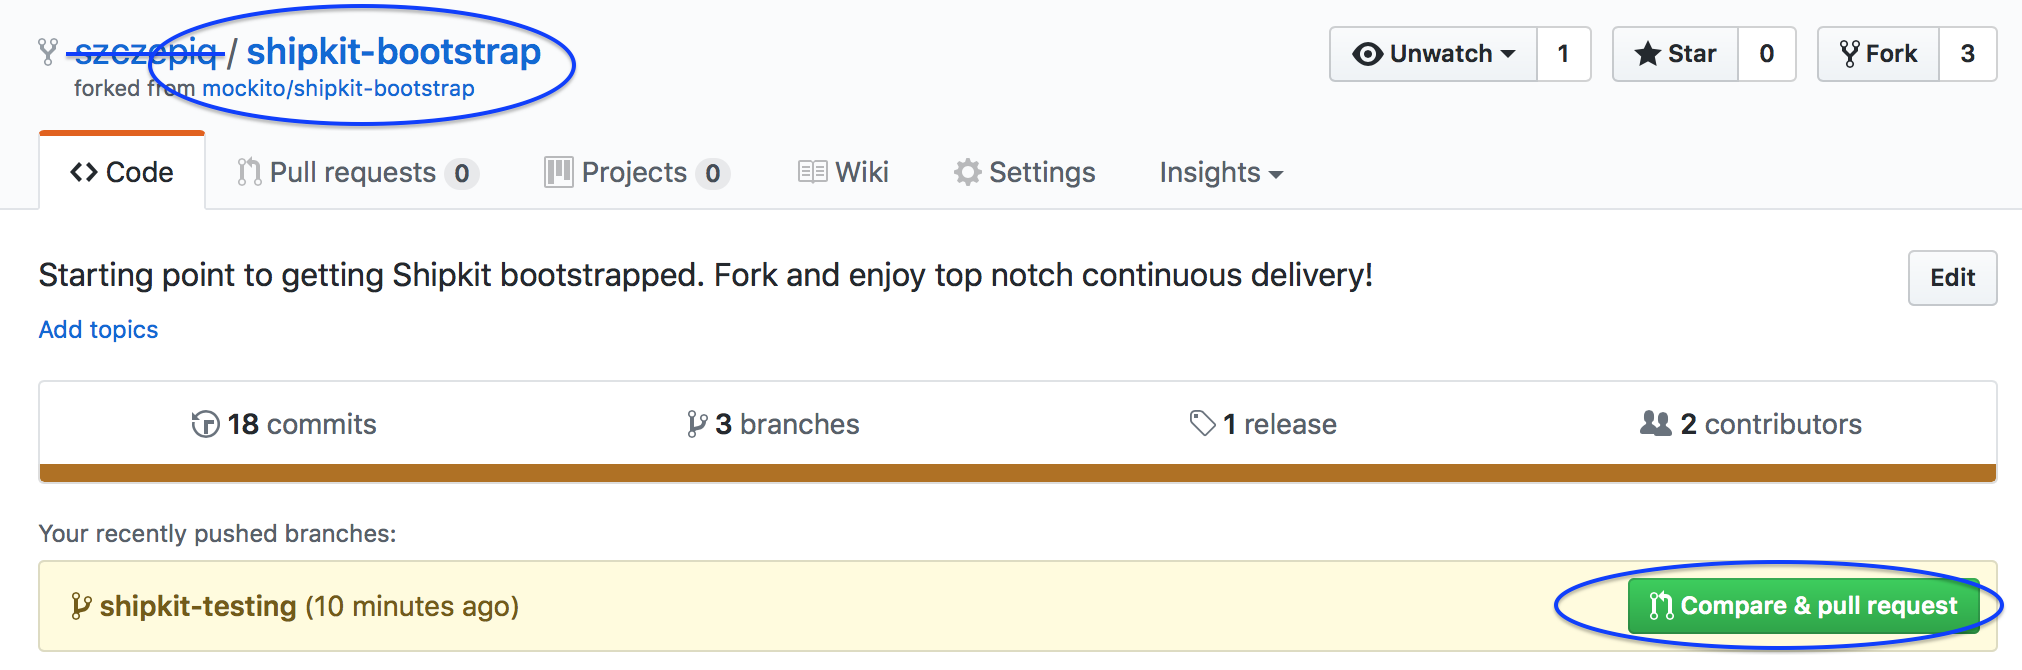 szczepiq / shipkit-bootstrap
forked from mockito/shipkit-bootstrap
Unwatch 1 Star 0 Fork 3
Code Pull requests 0 Projects 0 Wiki Settings Insights
Starting point to getting Shipkit bootstrapped. Fork and enjoy top notch continuous delivery!
Edit
Add topics
18 commits 3 branches 1 release 2 contributors
Your recently pushed branches:
shipkit-testing (10 minutes ago)
Compare & pull request